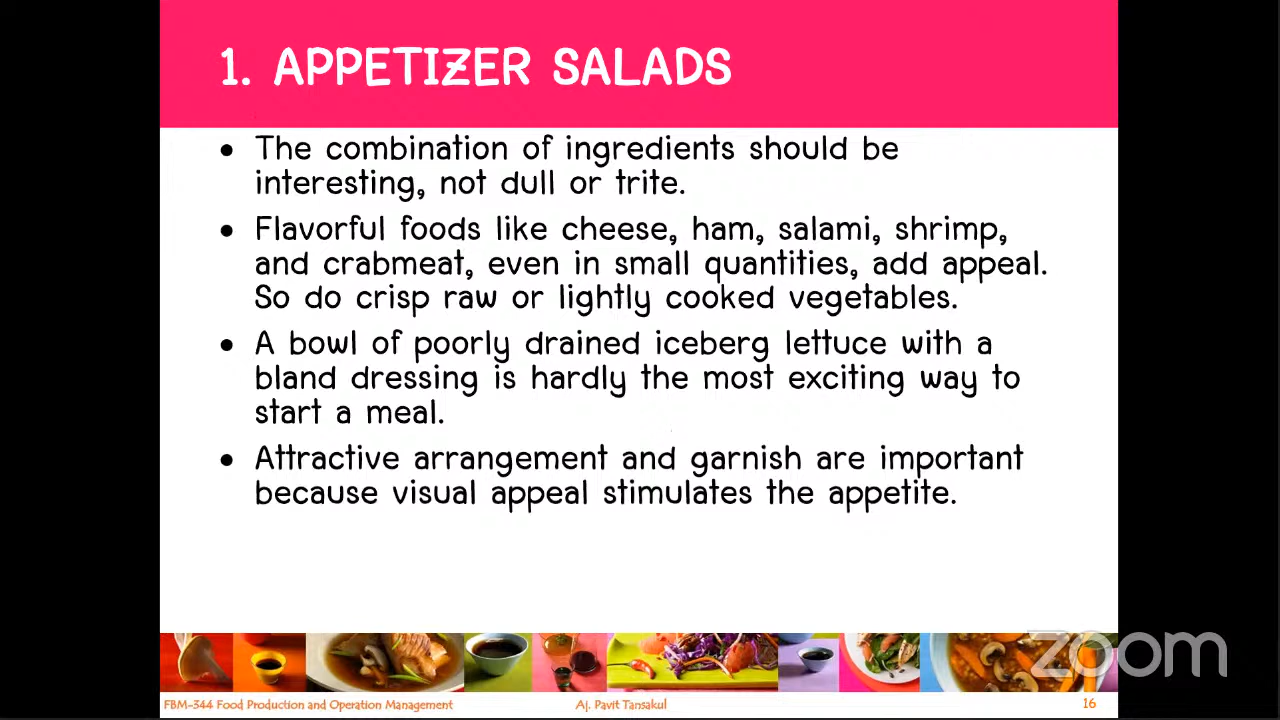 1. APPETIZER SALADS
• The combination of ingredients should be
interesting, not dull or trite.
• Flavorful foods like cheese, ham, salami, shrimp,
and crabmeat, even in small quantities, add appeal.
So do crisp raw or lightly cooked vegetables.
• A bowl of poorly drained iceberg lettuce with a
bland dressing is hardly the most exciting way to
start a meal.
• Attractive arrangement and garnish are important
because visual appeal stimulates the appetite.
zoom
FBM-344 Food Production and Operation Management
Aj. Pavit Tansakul
16